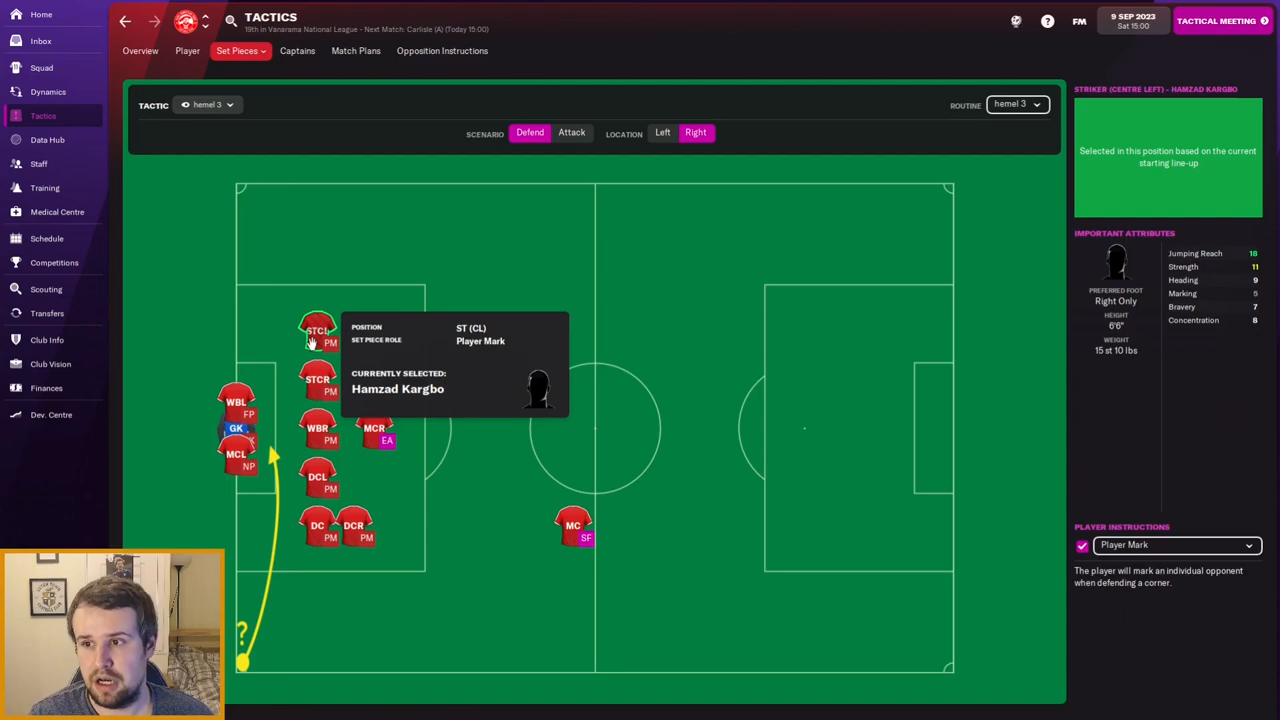 Home
Inbox
Squad
Dynamics
Tactics
Data Hub
Staff
Training
Medical Centre
Schedule
Competitions
Scouting
Transfers
Club Info
Club Vision
Finances
Dev. Centre
TACTICS
19th in Vanarama National League - Next Match: Carlisle (A) (Today 15:00)
?
FM
9 SEP 2023
Sat 15:00
TACTICAL MEETING
Overview
Player
Set Pieces
Captains
Match Plans
Opposition Instructions
TACTIC
hemel 3
ROUTINE
hemel 3
SCENARIO
Defend
Attack
LOCATION
Left
Right
STCL
PM
STCR
PM
WBL
FP
GK
MCL
NP
WBR
PM
MCR
EA
DCL
PM
DC
PM
DCR
PM
MC
SF
?
POSITION
ST (CL)
SET PIECE ROLE
Player Mark
CURRENTLY SELECTED:
Hamzad Kargbo
STRIKER (CENTRE LEFT) - HAMZAD KARGBO
Selected in this position based on the current
starting line-up
IMPORTANT ATTRIBUTES
PREFERRED FOOT
Right Only
HEIGHT
6'6"
WEIGHT
15 st 10 lbs
Jumping Reach 18
Strength 11
Heading 9
Marking 5
Bravery 7
Concentration 8
PLAYER INSTRUCTIONS
Player Mark
The player will mark an individual opponent
when defending a corner.